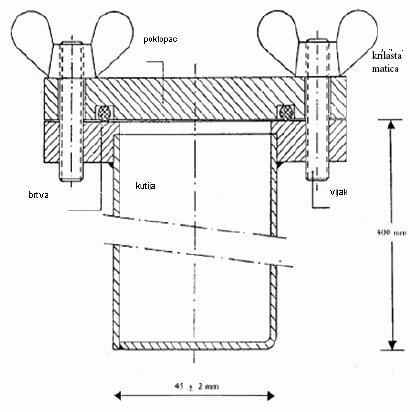 poklopac
krilasta
matica
brtva
kutija
vijak
400 mm
45 ± 2 mm